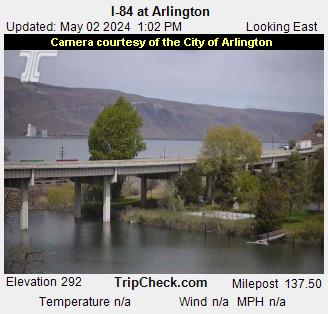 I-84 at Arlington
Updated: May 02 2024 1:02 PM Looking East
Camera courtesy of the City of Arlington
Elevation 292 TripCheck.com Milepost 137.50
Temperature n/a Wind n/a MPH n/a